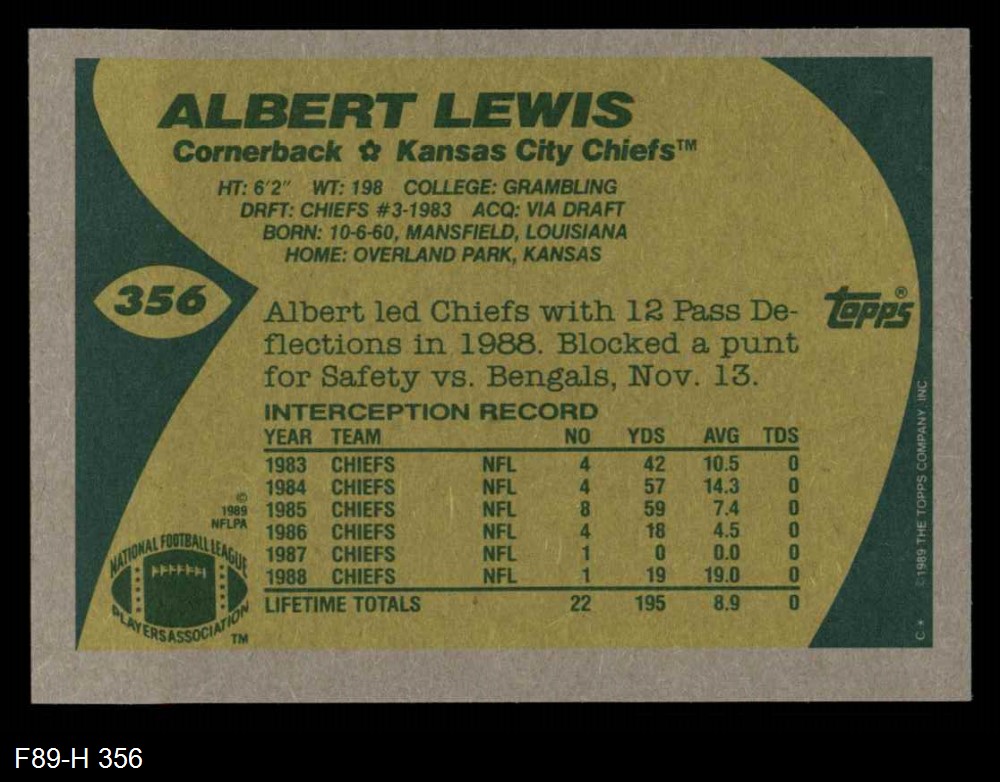 ALBERT LEWIS
Cornerback ✿ Kansas City Chiefs™
HT: 6'2" WT: 198 COLLEGE: GRAMBLING
DRFT: CHIEFS #3-1983 ACQ: VIA DRAFT
BORN: 10-6-60, MANSFIELD, LOUISIANA
HOME: OVERLAND PARK, KANSAS
356
topps®
Albert led Chiefs with 12 Pass De-
flections in 1988. Blocked a punt
for Safety vs. Bengals, Nov. 13.
INTERCEPTION RECORD
YEAR TEAM NO YDS AVG TDS
1983 CHIEFS NFL 4 42 10.5 0
1984 CHIEFS NFL 4 57 14.3 0
1985 CHIEFS NFL 8 59 7.4 0
1986 CHIEFS NFL 4 18 4.5 0
1987 CHIEFS NFL 1 0 0.0 0
1988 CHIEFS NFL 1 19 19.0 0
LIFETIME TOTALS 22 195 8.9 0
©
1989
NFLPA
NATIONAL FOOTBALL LEAGUE
PLAYERS ASSOCIATION
TM
C* ©1989 THE TOPPS COMPANY, INC
F89-H 356